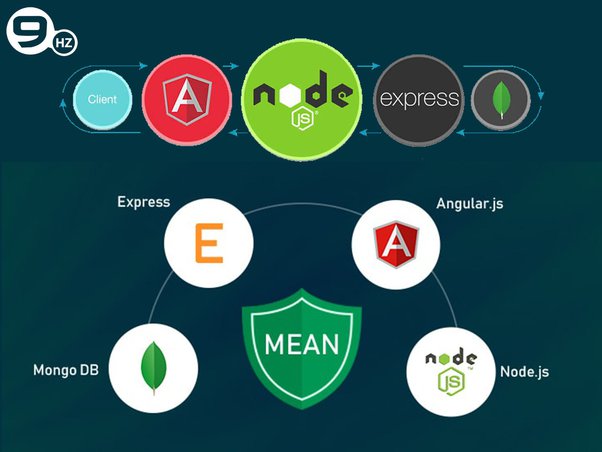 9
HZ
Client
A
node
JS
express
Express
E
Angular.js
A
MEAN
Mongo DB
node
JS
Node.js